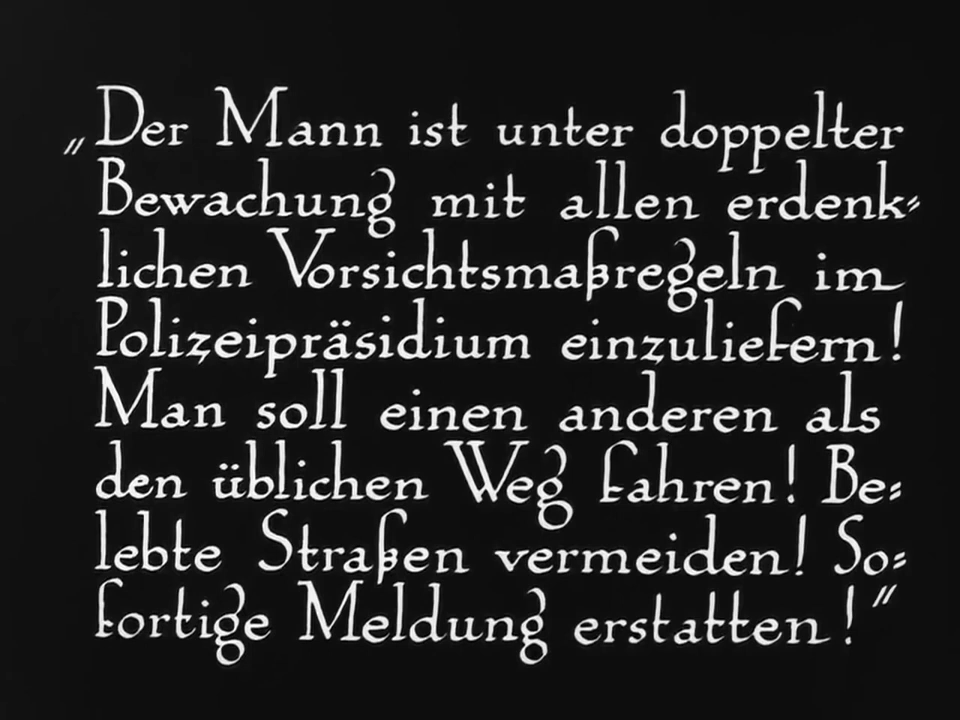 „Der Mann ist unter doppelter
Bewachung mit allen erdenk-
lichen Vorsichtsmaßregeln im
Polizeipräsidium einzuliefern!
Man soll einen anderen als
den üblichen Weg fahren! Be-
lebte Straßen vermeiden! So-
fortige Meldung erstatten!“